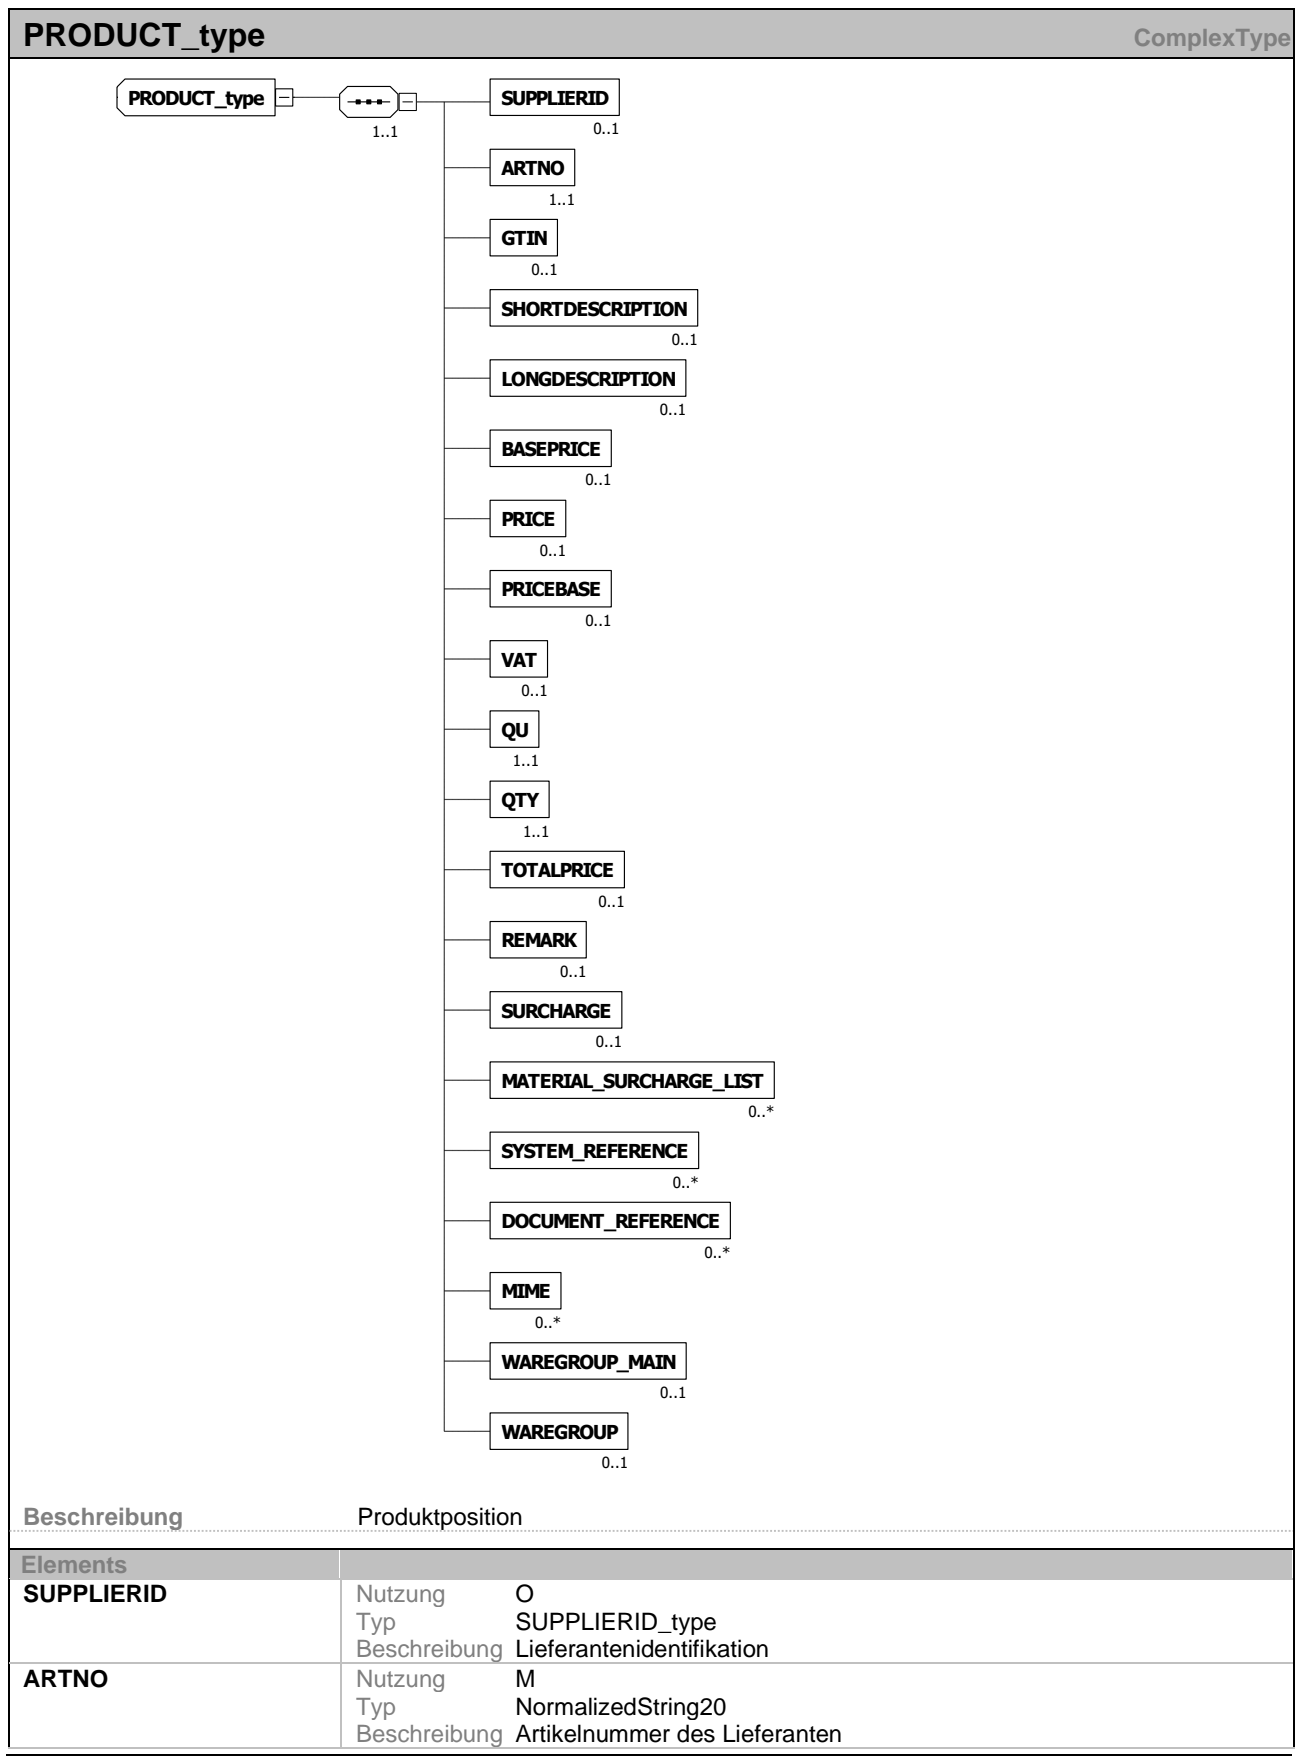 PRODUCT_type ComplexType
PRODUCT_type
1..1
SUPPLIERID
0..1
ARTNO
1..1
GTIN
0..1
SHORTDESCRIPTION
0..1
LONGDESCRIPTION
0..1
BASEPRICE
0..1
PRICE
0..1
PRICEBASE
0..1
VAT
0..1
QU
1..1
QTY
1..1
TOTALPRICE
0..1
REMARK
0..1
SURCHARGE
0..1
MATERIAL_SURCHARGE_LIST
0..*
SYSTEM_REFERENCE
0..*
DOCUMENT_REFERENCE
0..*
MIME
0..*
WAREGROUP_MAIN
0..1
WAREGROUP
0..1
Beschreibung Produktposition
Elements
SUPPLIERID Nutzung O
Typ SUPPLIERID_type
Beschreibung Lieferantenidentifikation
ARTNO Nutzung M
Typ NormalizedString20
Beschreibung Artikelnummer des Lieferanten